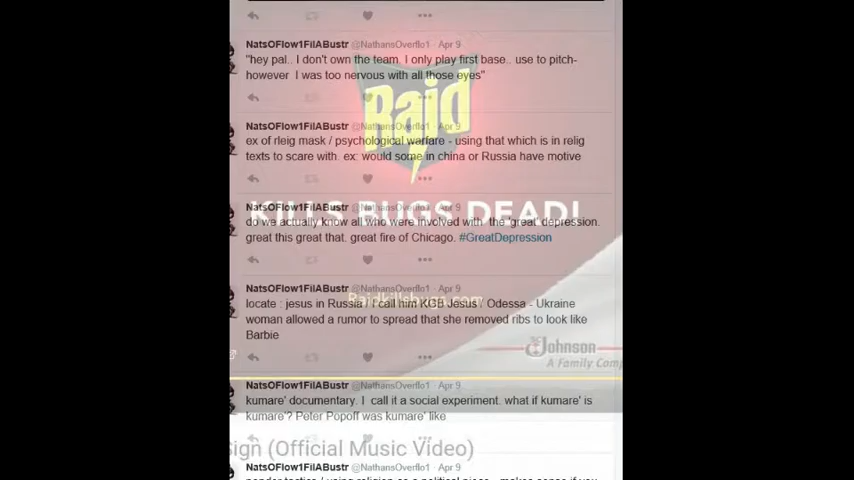 NatsOFlow1FilABustr @NathansOverflo1 · Apr 9
"hey pal.. I don't own the team. I only play first base.. use to pitch-
however I was too nervous with all those eyes"
Raid
NatsOFlow1FilABustr @NathansOverflo1 · Apr 9
ex of rleig mask / psychological warfare - using that which is in relig
texts to scare with. ex: would some in china or Russia have motive
NatsOFlow1FilABustr @NathansOverflo1 · Apr 9
KILLS BUGS DEAD!
do we actually know all who were involved with the 'great' depression.
great this great that. great fire of Chicago. #GreatDepression
NatsOFlow1FilABustr @NathansOverflo1 · Apr 9
Raidkillsbugs.com
locate : jesus in Russia / I call him KGB Jesus / Odessa - Ukraine
woman allowed a rumor to spread that she removed ribs to look like
Barbie
Johnson
A Family Comp
NatsOFlow1FilABustr @NathansOverflo1 · Apr 9
kumare' documentary. I call it a social experiment. what if kumare' is
kumare'? Peter Popoff was kumare' like
Sign (Official Music Video)
NatsOFlow1FilABustr @NathansOverflo1 · Apr 9